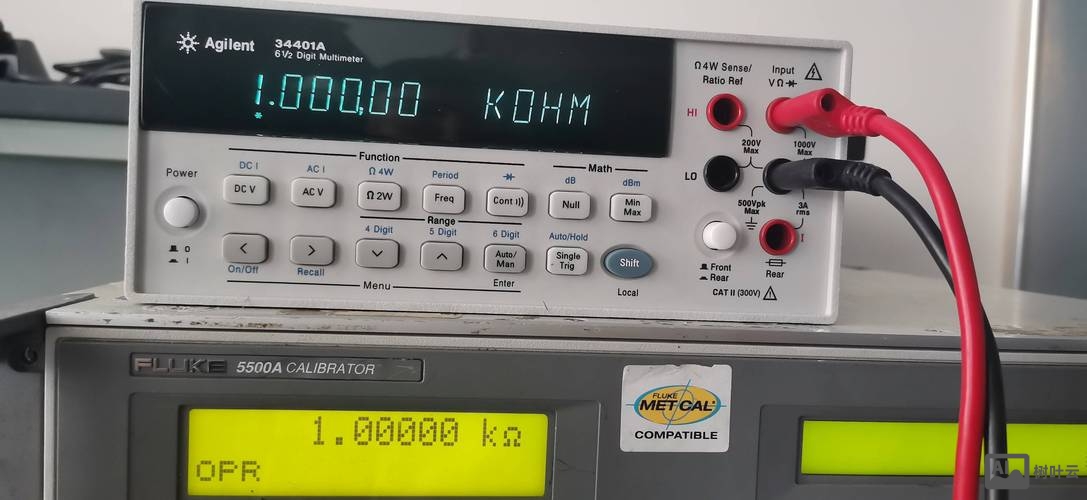 Agilent 34401A
6½ Digit Multimeter
1.000,00 KOHM
*
Ω 4W Sense/
Ratio Ref
Input
V Ω
HI
LO
200V
Max
1000V
Max
500Vpk
Max
3A
rms
I
Front
Rear
Rear
CAT II (300V)
Power
0
I
Function
Math
DC I
AC I
Ω 4W
Period
dB
dBm
DC V
AC V
Ω 2W
Freq
Cont )))
Null
Min
Max
Range
4 Digit
5 Digit
6 Digit
Auto/Hold
<
>
Auto/
Man
Single
Trig
Shift
On/Off
Recall
Menu
Enter
Local
FLUKE 5500A CALIBRATOR
1.00000 kΩ
OPR
FLUKE
MET/CAL
COMPATIBLE
树叶云